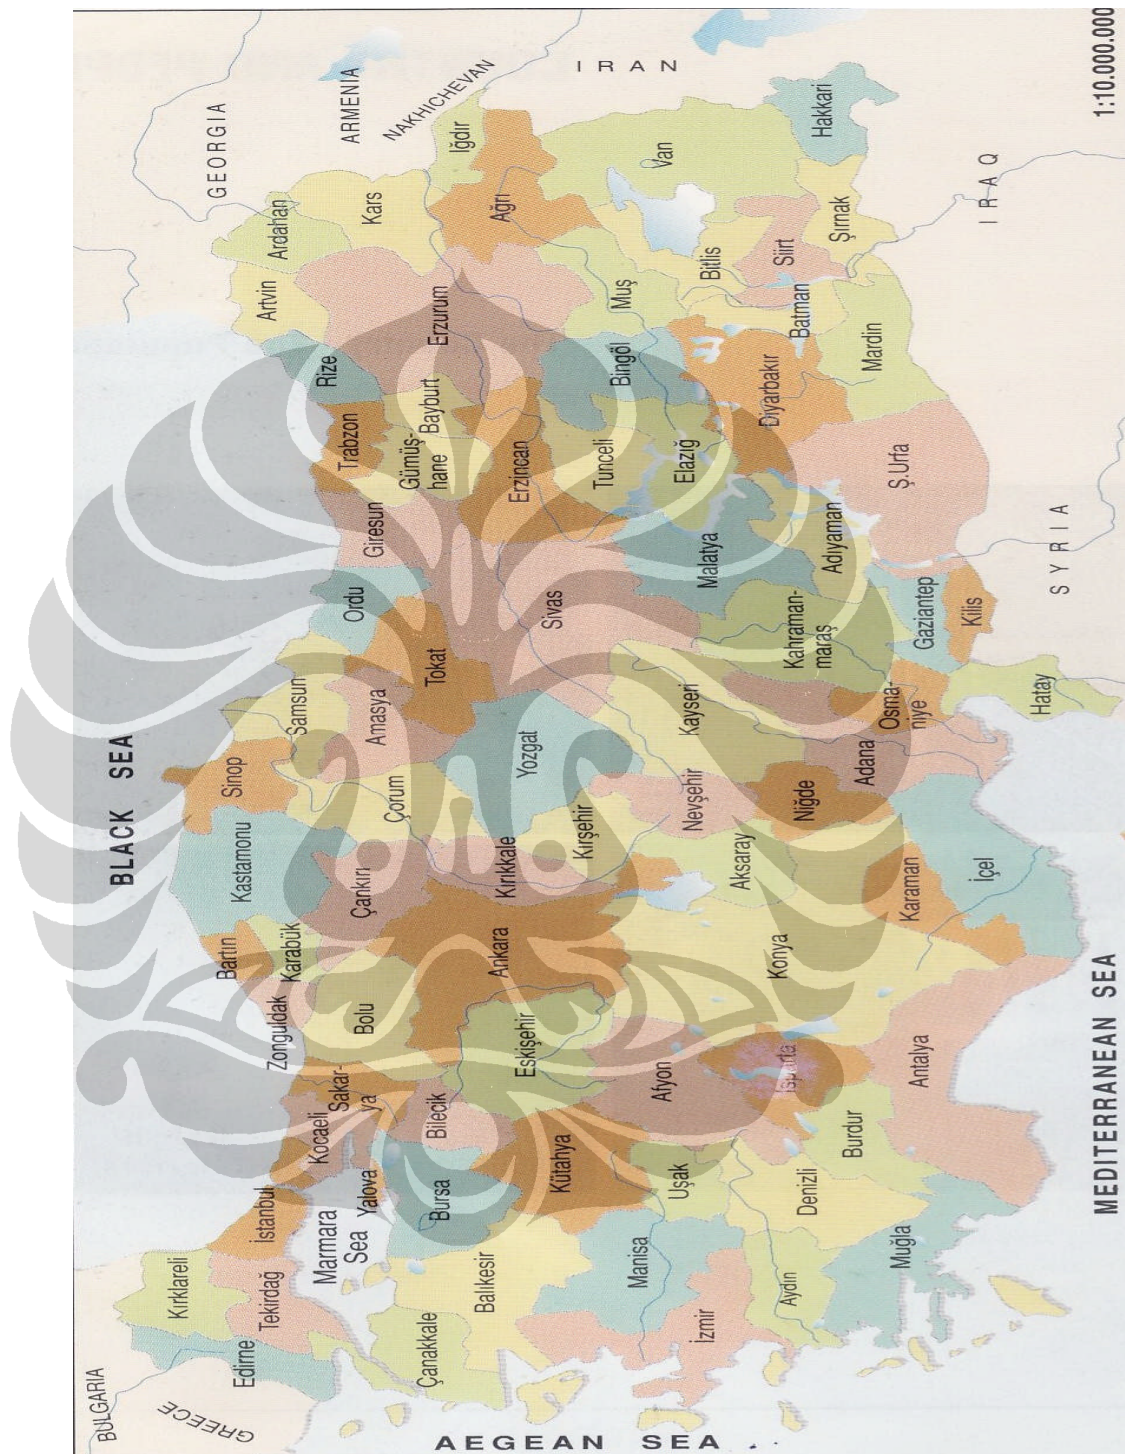 BULGARIA
GREECE
BLACK SEA
GEORGIA
ARMENIA
NAKHICHEVAN
IRAN
Kırklareli
Edirne
Tekirdağ
İstanbul
Marmara
Sea
Yalova
Kocaeli
Sakar-
ya
Zonguldak
Bartın
Karabük
Kastamonu
Sinop
Samsun
Ordu
Giresun
Trabzon
Rize
Artvin
Ardahan
Kars
Iğdır
Çanakkale
Balıkesir
Bursa
Bilecik
Bolu
Çankırı
Çorum
Amasya
Tokat
Gümüş-
hane
Bayburt
Erzurum
Ağrı
Kütahya
Eskişehir
Ankara
Kırıkkale
Yozgat
Sivas
Erzincan
Tunceli
Bingöl
Muş
Van
İzmir
Manisa
Uşak
Afyon
Kırşehir
Nevşehir
Kayseri
Malatya
Elazığ
Diyarbakır
Batman
Bitlis
Siirt
Şırnak
Hakkari
Aydın
Denizli
Burdur
Isparta
Konya
Aksaray
Niğde
Adana
Kahraman-
maraş
Adıyaman
Ş.Urfa
Mardin
Muğla
Antalya
Karaman
İçel
Osma-
niye
Gaziantep
Kilis
Hatay
SYRIA
IRAQ
AEGEAN SEA
MEDITERRANEAN SEA
1:10.000.000